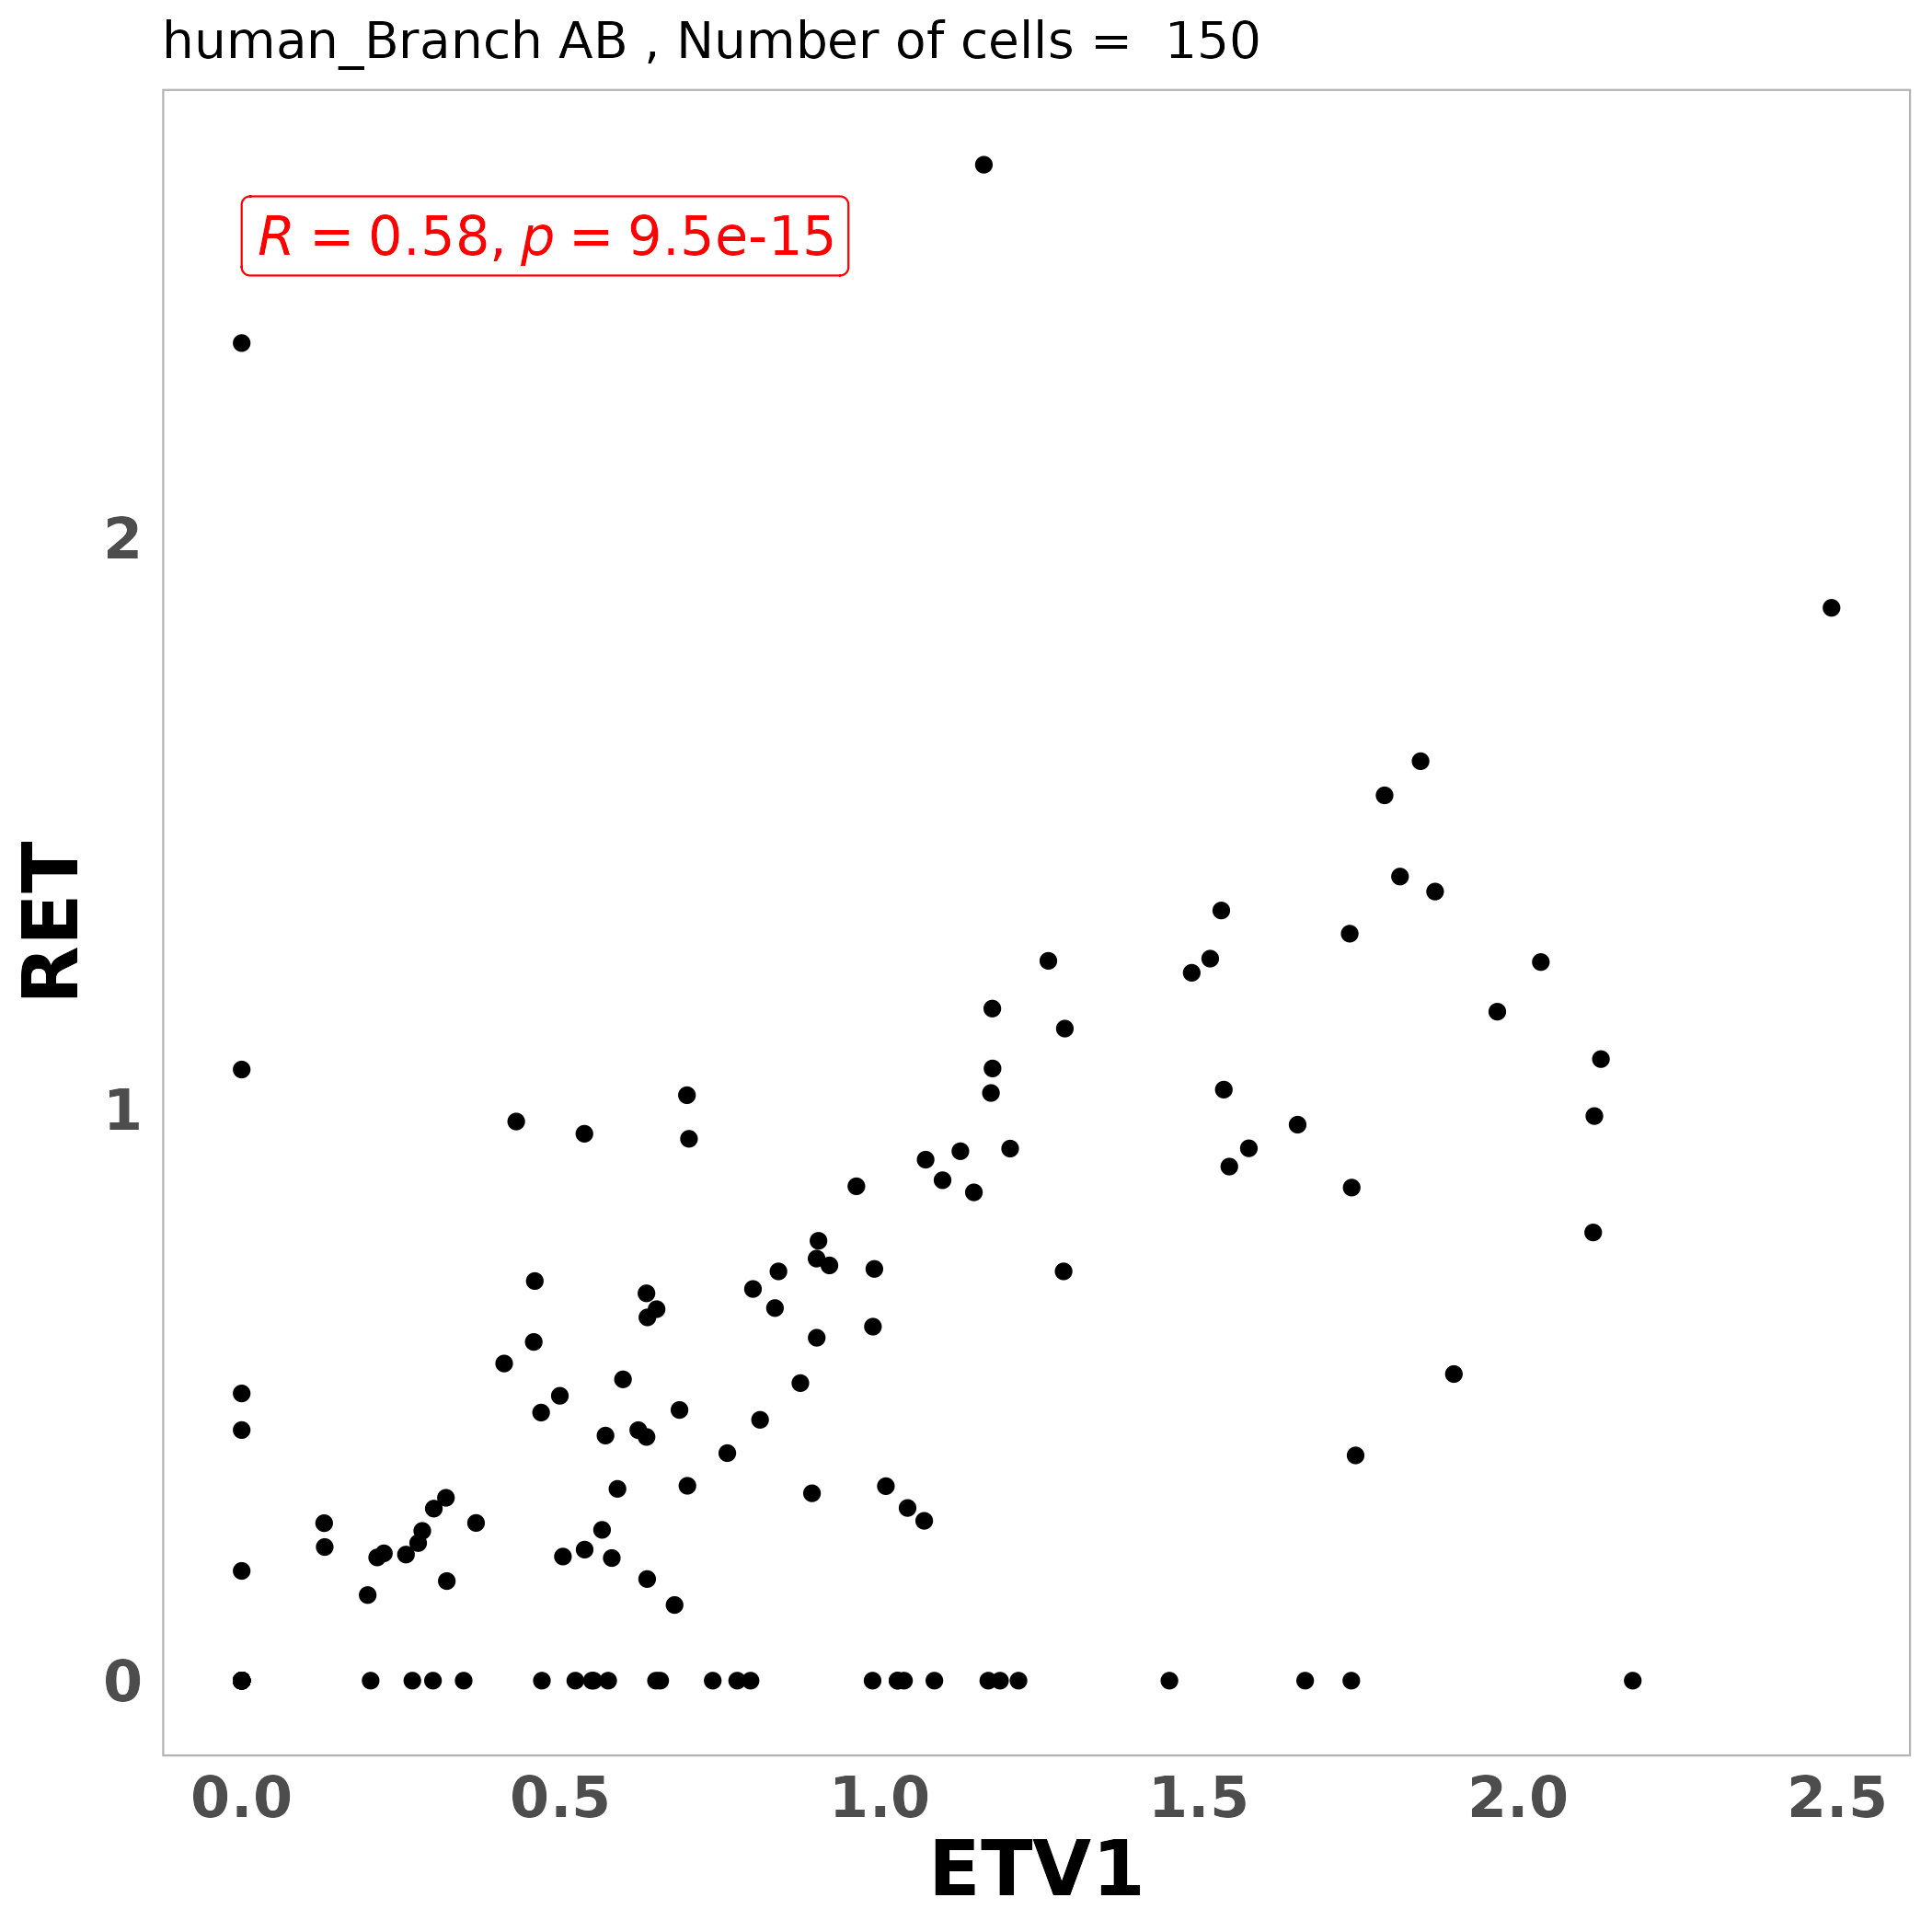 human_Branch AB , Number of cells =  150
R = 0.58, p = 9.5e-15
2
1
0
RET
0.0 0.5 1.0 1.5 2.0 2.5
ETV1